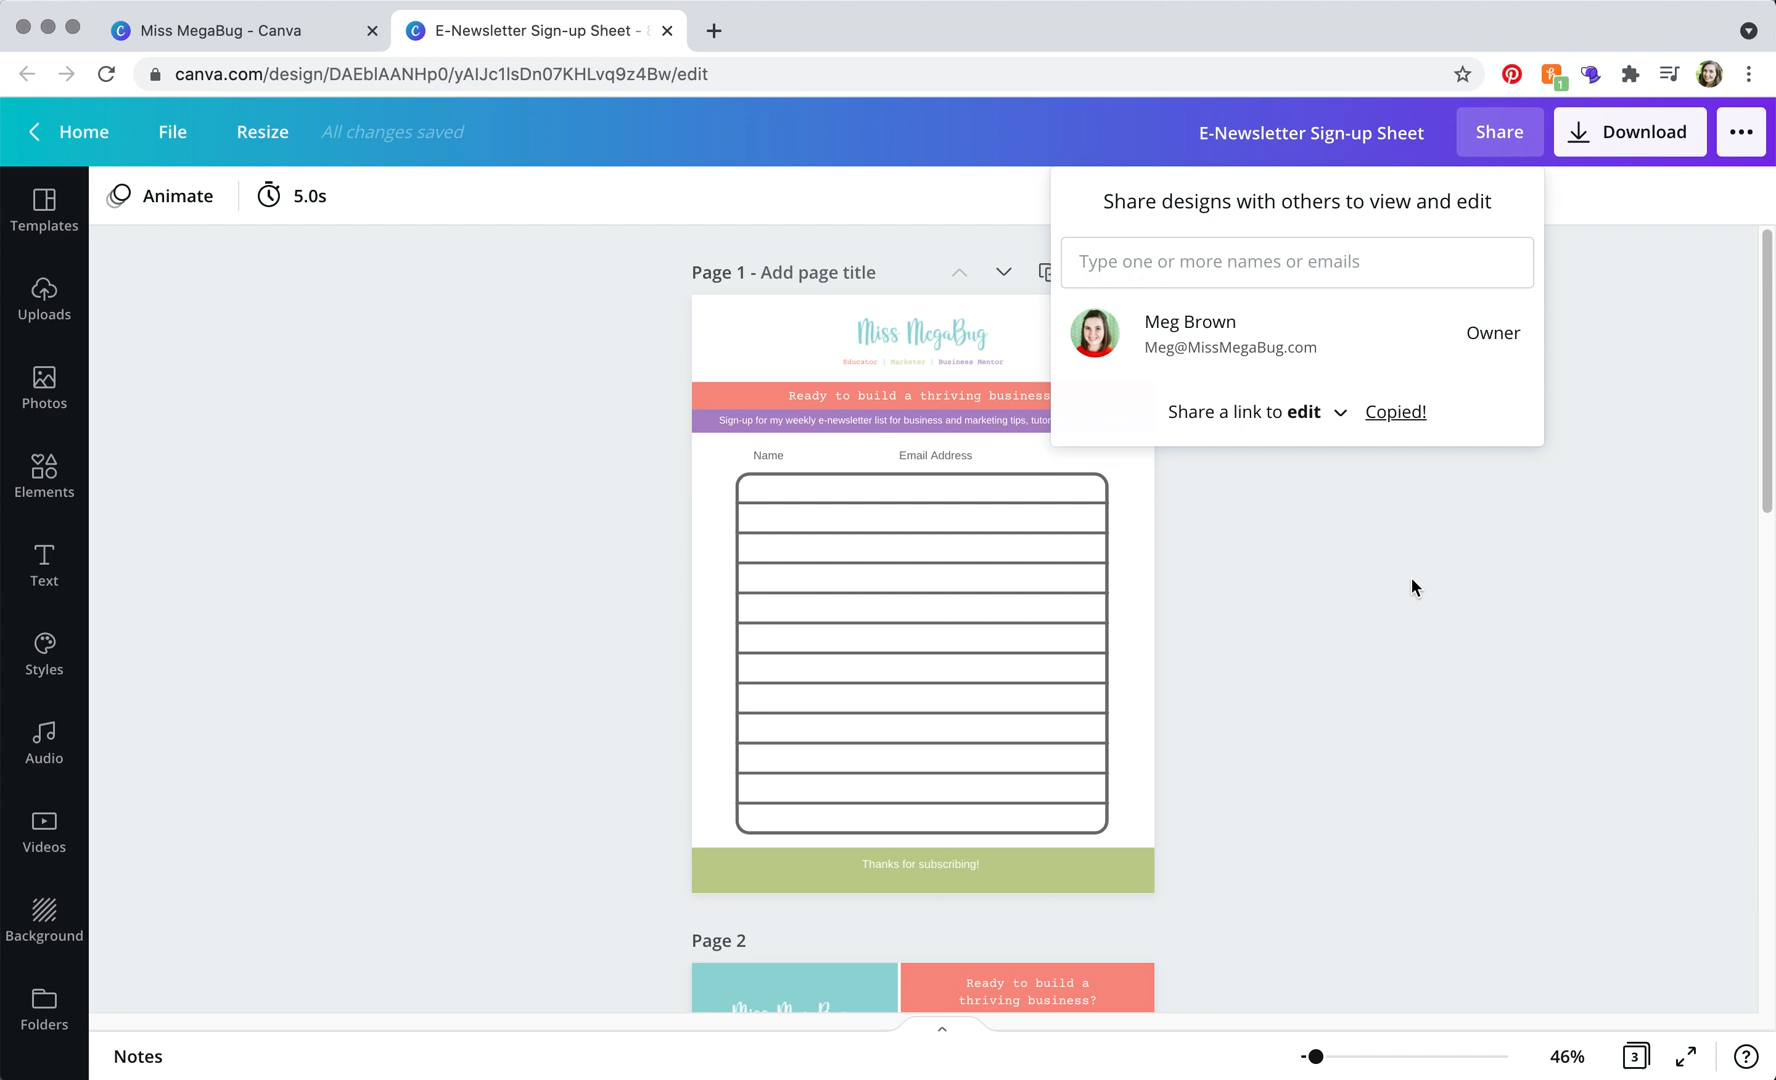 Miss MegaBug - Canva
E-Newsletter Sign-up Sheet -
canva.com/design/DAEblAANHp0/yAIJc1lsDn07KHLvq9z4Bw/edit
1
Home File Resize All changes saved
E-Newsletter Sign-up Sheet Share Download
Templates
Uploads
Photos
Elements
Text
Styles
Audio
Videos
Background
Folders
Animate 5.0s
Page 1 - Add page title
Miss MegaBug
Educator | Marketer | Business Mentor
Ready to build a thriving business
Sign-up for my weekly e-newsletter list for business and marketing tips, tutor
Name Email Address
Thanks for subscribing!
Share designs with others to view and edit
Type one or more names or emails
Meg Brown
Meg@MissMegaBug.com
Owner
Share a link to edit Copied!
Page 2
Ready to build a
thriving business?
Notes
46%
3
?